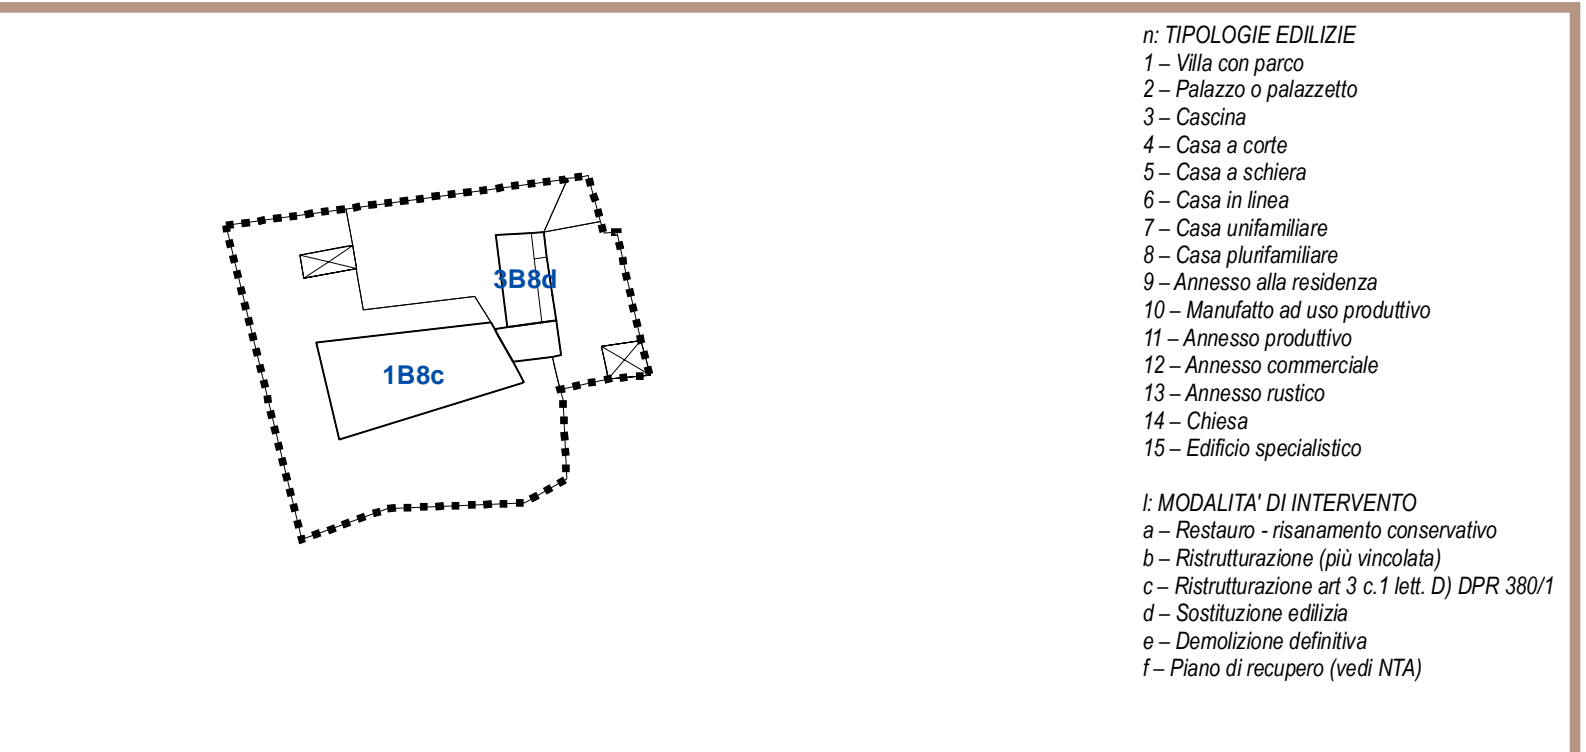 n: TIPOLOGIE EDILIZIE
1 – Villa con parco
2 – Palazzo o palazzetto
3 – Cascina
4 – Casa a corte
5 – Casa a schiera
6 – Casa in linea
7 – Casa unifamiliare
8 – Casa plurifamiliare
9 – Annesso alla residenza
10 – Manufatto ad uso produttivo
11 – Annesso produttivo
12 – Annesso commerciale
13 – Annesso rustico
14 – Chiesa
15 – Edificio specialistico
l: MODALITA' DI INTERVENTO
a – Restauro - risanamento conservativo
b – Ristrutturazione (più vincolata)
c – Ristrutturazione art 3 c.1 lett. D) DPR 380/1
d – Sostituzione edilizia
e – Demolizione definitiva
f – Piano di recupero (vedi NTA)
3B8d
1B8c